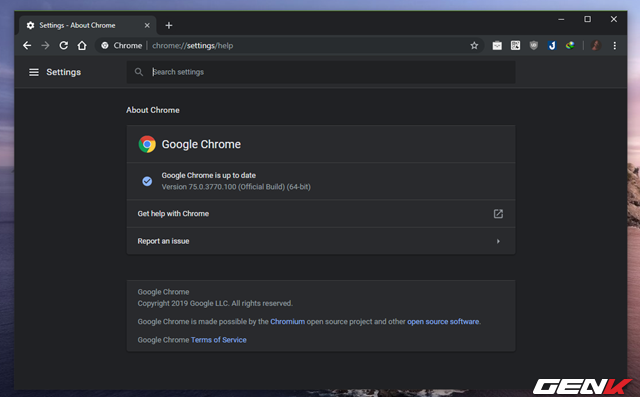 Settings - About Chrome
Chrome | chrome://settings/help
Settings
Search settings
About Chrome
Google Chrome
Google Chrome is up to date
Version 75.0.3770.100 (Official Build) (64-bit)
Get help with Chrome
Report an issue
Google Chrome
Copyright 2019 Google LLC. All rights reserved.
Google Chrome is made possible by the Chromium open source project and other open source software.
Google Chrome Terms of Service
GENK